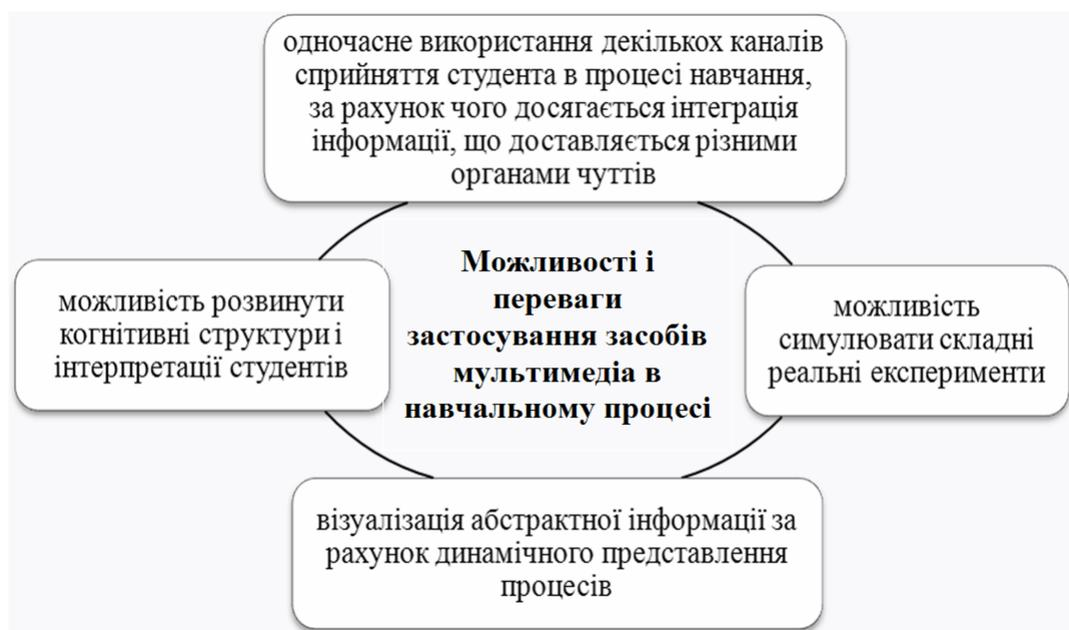 одночасне використання декількох каналів
сприйняття студента в процесі навчання,
за рахунок чого досягається інтеграція
інформації, що доставляється різними
органами чуттів
можливість розвинути
когнітивні структури і
інтерпретації студентів
Можливості і
переваги
застосування засобів
мультимедіа в
навчальному процесі
можливість
симулювати складні
реальні експерименти
візуалізація абстрактної інформації за
рахунок динамічного представлення
процесів